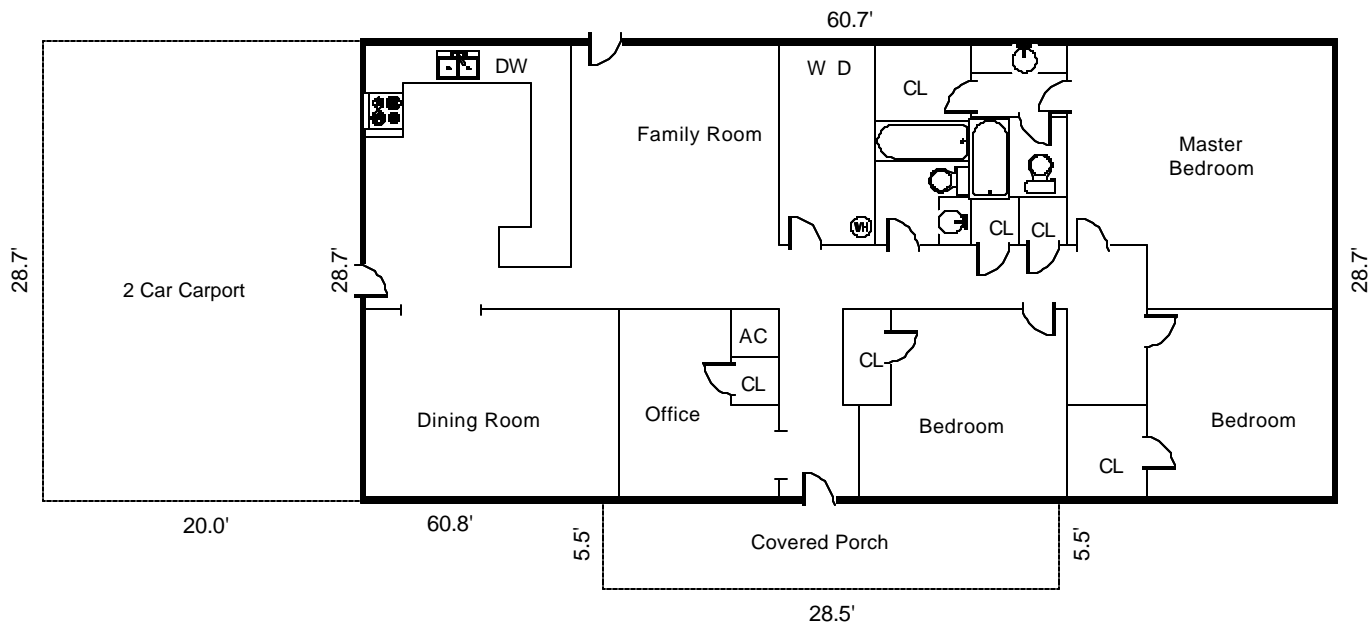 60.7'
DW
W D
CL
Family Room
Master
Bedroom
WH
CL
CL
28.7'
2 Car Carport
28.7'
28.7'
AC
CL
CL
Dining Room
Office
Bedroom
Bedroom
CL
20.0'
60.8'
5.5'
Covered Porch
5.5'
28.5'